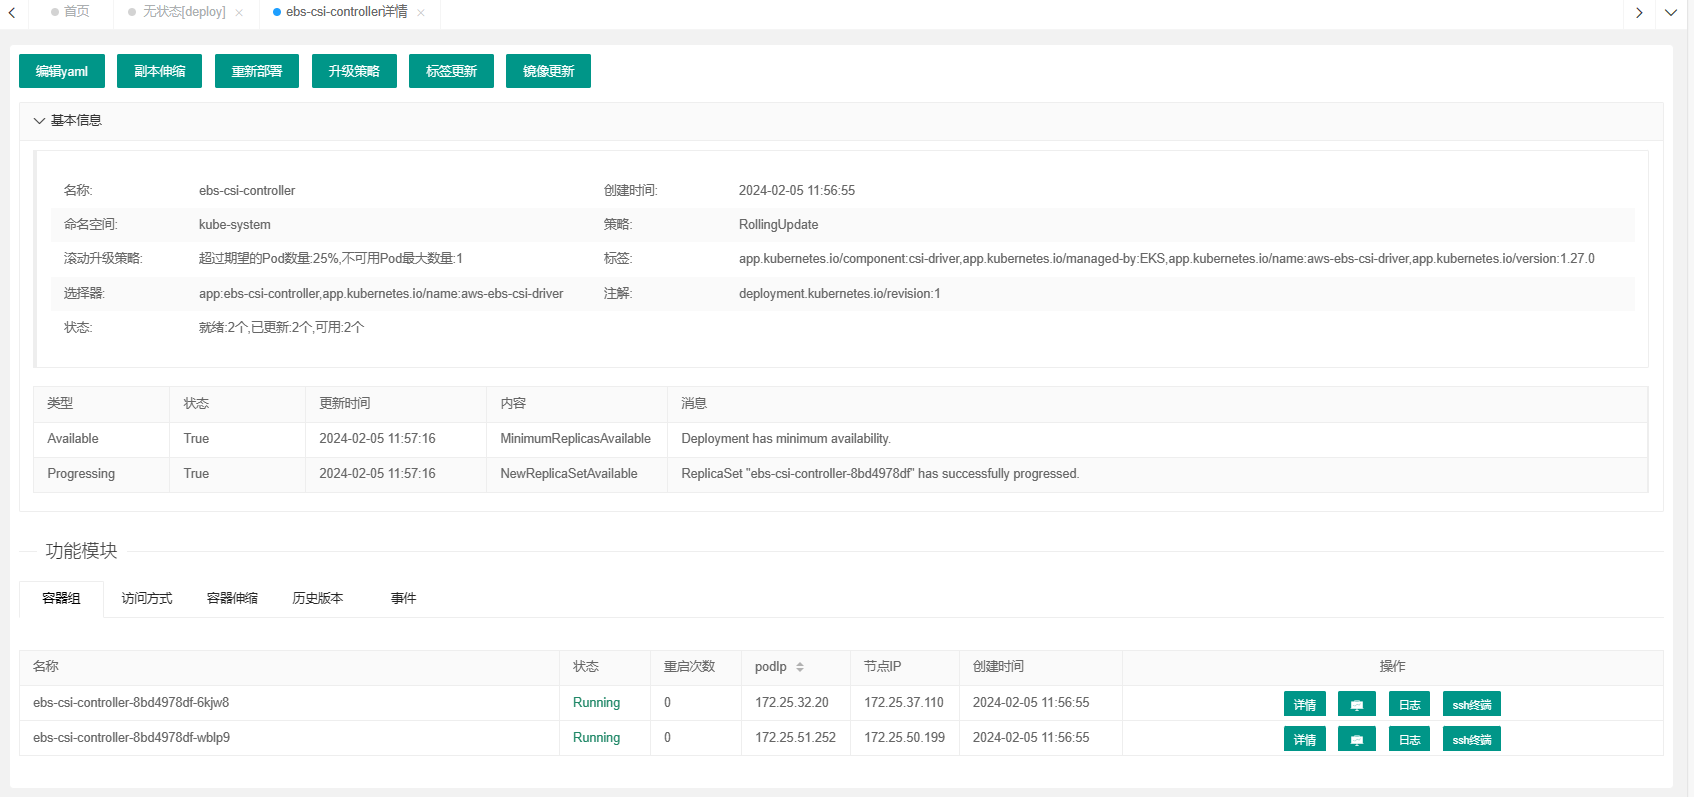 首页 无状态[deploy] ebs-csi-controller详情
编辑yaml 副本伸缩 重新部署 升级策略 标签更新 镜像更新
基本信息
名称: ebs-csi-controller 创建时间: 2024-02-05 11:56:55
命名空间: kube-system 策略: RollingUpdate
滚动升级策略: 超过期望的Pod数量:25%,不可用Pod最大数量:1 标签: app.kubernetes.io/component:csi-driver,app.kubernetes.io/managed-by:EKS,app.kubernetes.io/name:aws-ebs-csi-driver,app.kubernetes.io/version:1.27.0
选择器: app:ebs-csi-controller,app.kubernetes.io/name:aws-ebs-csi-driver 注解: deployment.kubernetes.io/revision:1
状态: 就绪:2个,已更新:2个,可用:2个
类型 状态 更新时间 内容 消息
Available True 2024-02-05 11:57:16 MinimumReplicasAvailable Deployment has minimum availability.
Progressing True 2024-02-05 11:57:16 NewReplicaSetAvailable ReplicaSet "ebs-csi-controller-8bd4978df" has successfully progressed.
功能模块
容器组 访问方式 容器伸缩 历史版本 事件
名称 状态 重启次数 podIp 节点IP 创建时间 操作
ebs-csi-controller-8bd4978df-6kjw8 Running 0 172.25.32.20 172.25.37.110 2024-02-05 11:56:55 详情 日志 ssh终端
ebs-csi-controller-8bd4978df-wblp9 Running 0 172.25.51.252 172.25.50.199 2024-02-05 11:56:55 详情 日志 ssh终端